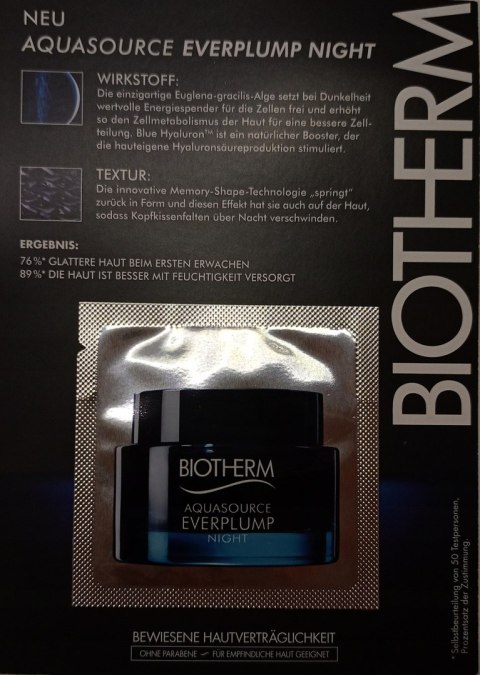 NEU
AQUASOURCE EVERPLUMP NIGHT
WIRKSTOFF:
Die einzigartige Euglena-gracilis-Alge setzt bei Dunkelheit
wertvolle Energiespender für die Zellen frei und erhöht
so den Zellmetabolismus der Haut für eine bessere Zell-
teilung. Blue Hyaluron™ ist ein natürlicher Booster, der
die hauteigene Hyaluronsäureproduktion stimuliert.
TEXTUR:
Die innovative Memory-Shape-Technologie „springt"
zurück in Form und diesen Effekt hat sie auch auf der Haut,
sodass Kopfkissenfalten über Nacht verschwinden.
ERGEBNIS:
76%* GLATTERE HAUT BEIM ERSTEN ERWACHEN
89%* DIE HAUT IST BESSER MIT FEUCHTIGKEIT VERSORGT
BIOTHERM
BIOTHERM
AQUASOURCE
EVERPLUMP
NIGHT
* Selbstbeurteilung von 50 Testpersonen,
Prozentsatz der Zustimmung.
BEWIESENE HAUTVERTRÄGLICHKEIT
OHNE PARABENE ~ FÜR EMPFINDLICHE HAUT GEEIGNET